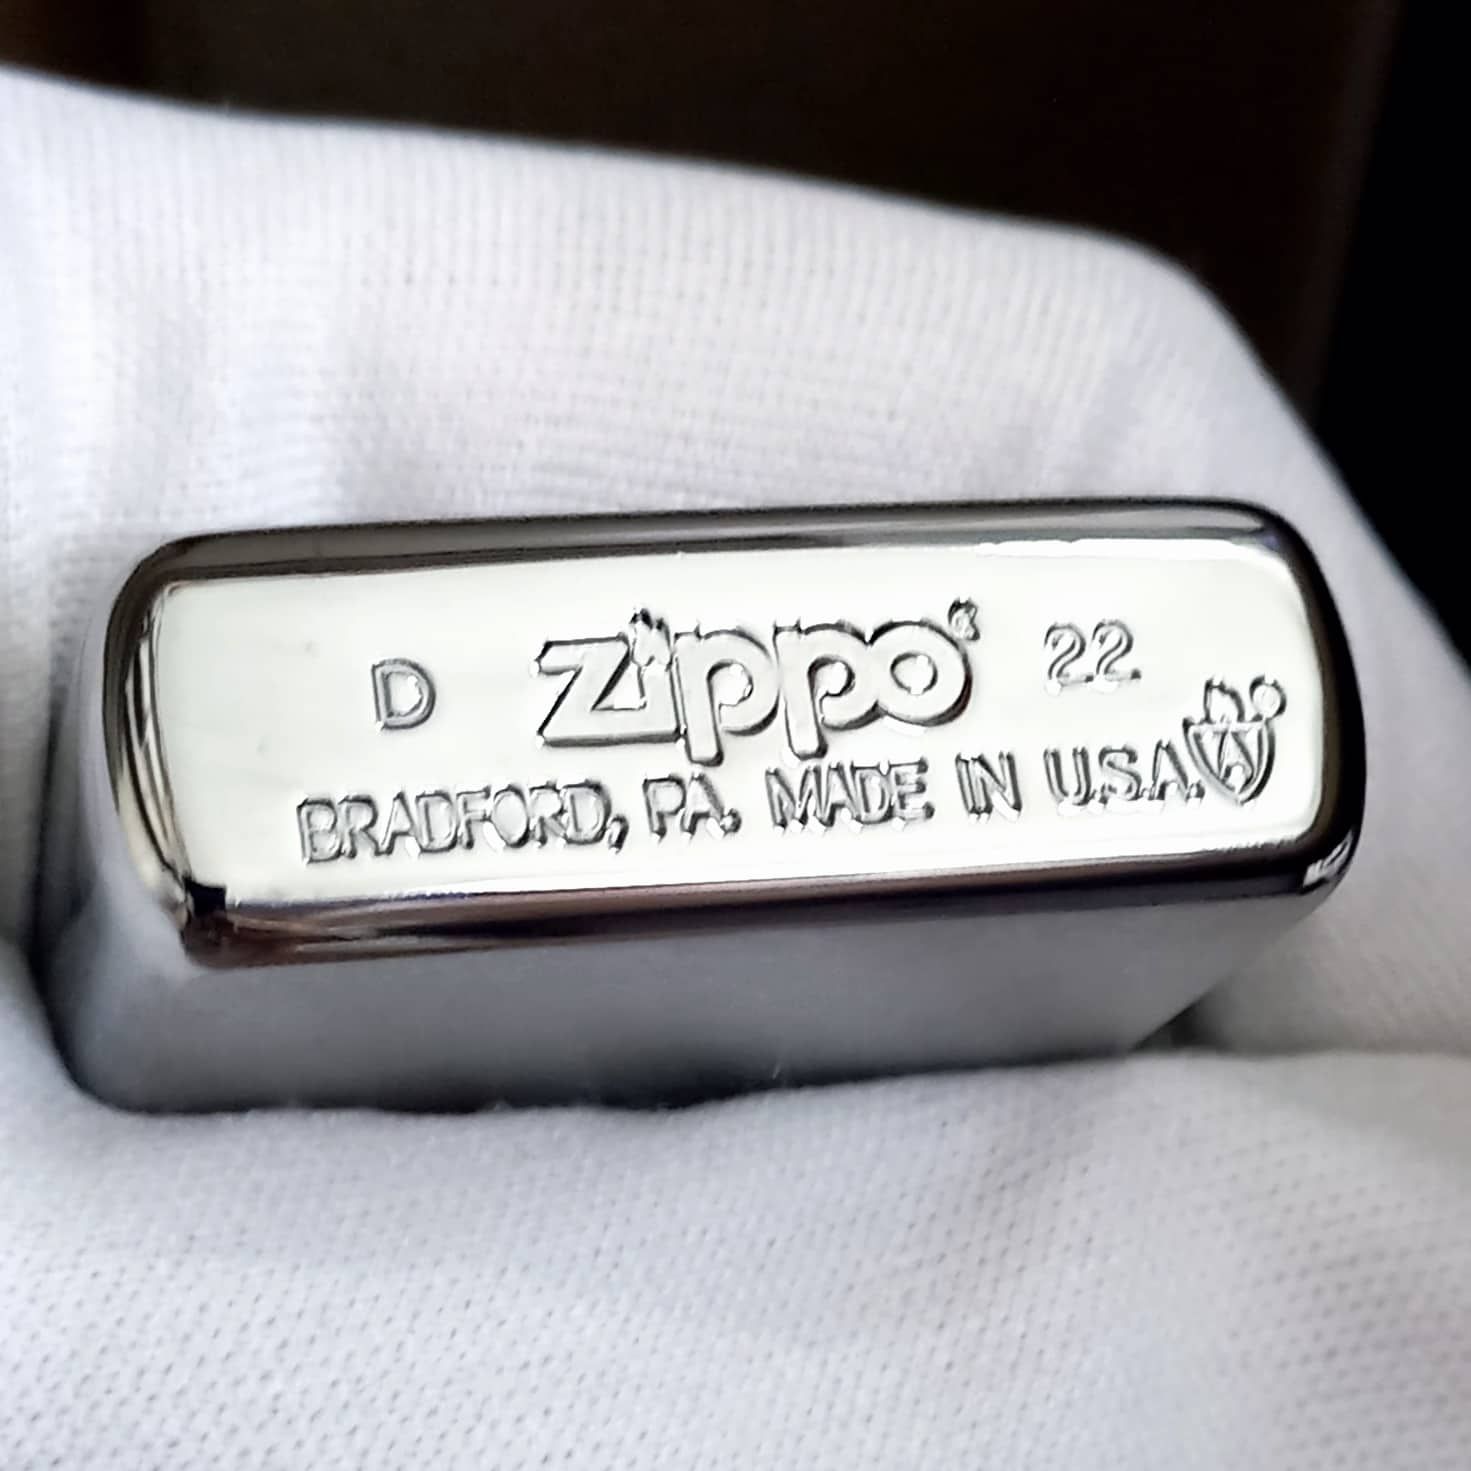 D zippo® 22
BRADFORD, PA. MADE IN U.S.A.